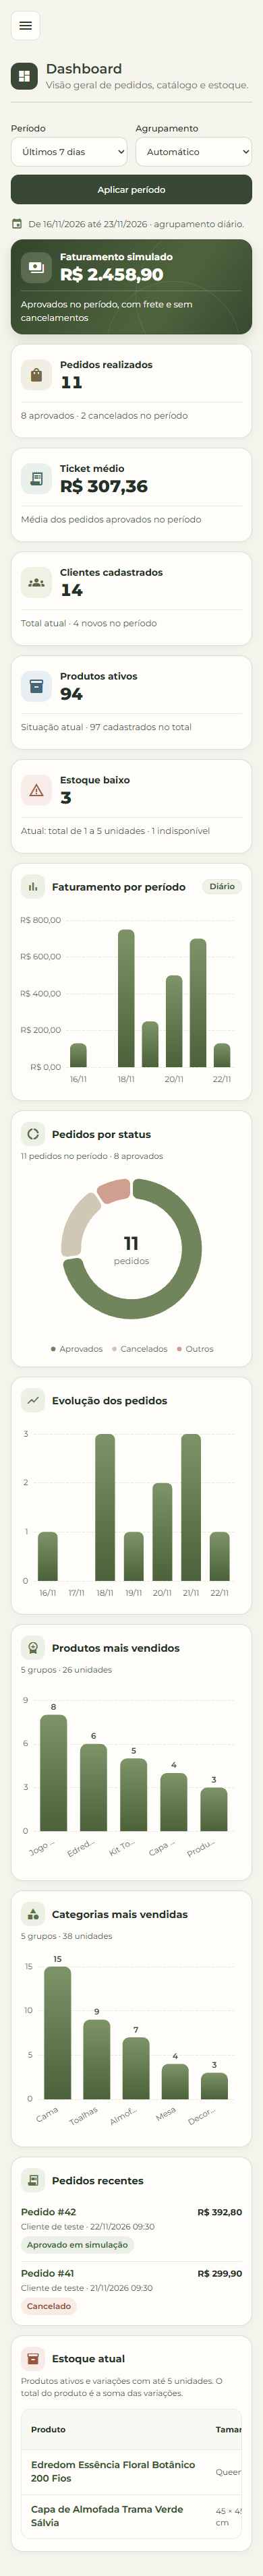 Dashboard
Visão geral de pedidos, catálogo e estoque.
Período
Agrupamento
Últimos 7 dias
Automático
Aplicar período
De 16/11/2026 até 23/11/2026 · agrupamento diário.
Faturamento simulado
R$ 2.458,90
Aprovados no período, com frete e sem
cancelamentos
Pedidos realizados
11
8 aprovados · 2 cancelados no período
Ticket médio
R$ 307,36
Média dos pedidos aprovados no período
Clientes cadastrados
14
Total atual · 4 novos no período
Produtos ativos
94
Situação atual · 97 cadastrados no total
Estoque baixo
3
Atual: total de 1 a 5 unidades · 1 indisponível
Faturamento por período
Diário
R$ 800,00
R$ 600,00
R$ 400,00
R$ 200,00
R$ 0,00
16/11 18/11 20/11 22/11
Pedidos por status
11 pedidos no período · 8 aprovados
11
pedidos
Aprovados Cancelados Outros
Evolução dos pedidos
3
2
1
0
16/11 17/11 18/11 19/11 20/11 21/11 22/11
Produtos mais vendidos
5 grupos · 26 unidades
9
6
3
0
8 6 5 4 3
Jogo ... Edred... Kit To... Capa ... Produ...
Categorias mais vendidas
5 grupos · 38 unidades
15
10
5
0
15 9 7 4 3
Cama Toalhas Almof... Mesa Decor...
Pedidos recentes
Pedido #42 R$ 392,80
Cliente de teste · 22/11/2026 09:30
Aprovado em simulação
Pedido #41 R$ 299,90
Cliente de teste · 21/11/2026 09:30
Cancelado
Estoque atual
Produtos ativos e variações com até 5 unidades. O
total do produto é a soma das variações.
Produto Tamar
Edredom Essência Floral Botânico
200 Fios
Queer
Capa de Almofada Trama Verde
Sálvia
45 × 45
cm